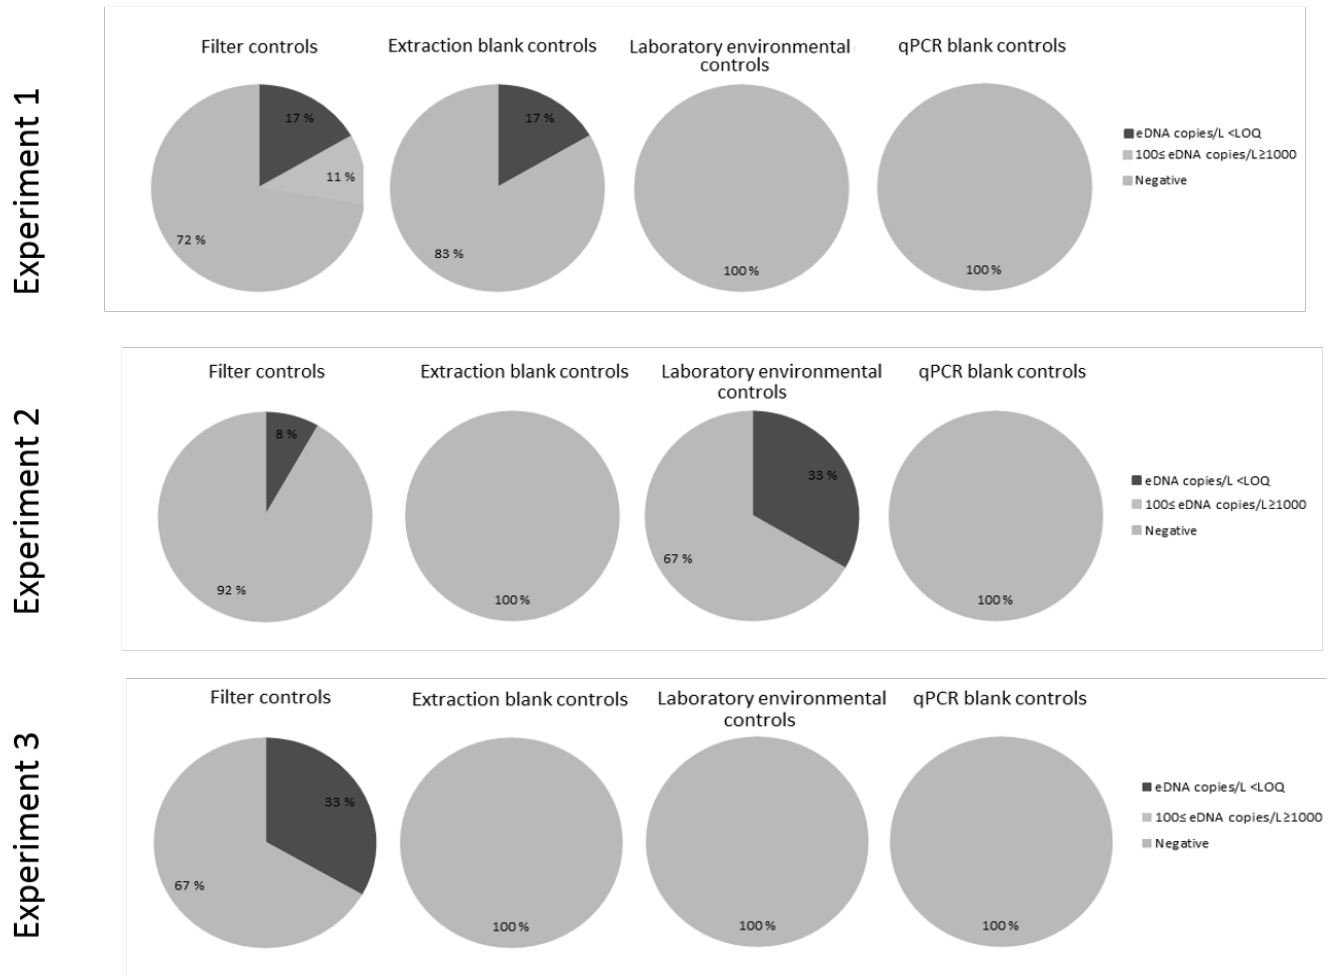 Experiment 1
Filter controls
Extraction blank controls
Laboratory environmental
controls
qPCR blank controls
17 %
11 %
72 %
17 %
83 %
100 %
100 %
eDNA copies/L <LOQ
100≤ eDNA copies/L≥1000
Negative
Experiment 2
Filter controls
Extraction blank controls
Laboratory environmental
controls
qPCR blank controls
8 %
92 %
100 %
33 %
67 %
100 %
eDNA copies/L <LOQ
100≤ eDNA copies/L≥1000
Negative
Experiment 3
Filter controls
Extraction blank controls
Laboratory environmental
controls
qPCR blank controls
33 %
67 %
100 %
100 %
100 %
eDNA copies/L <LOQ
100≤ eDNA copies/L≥1000
Negative